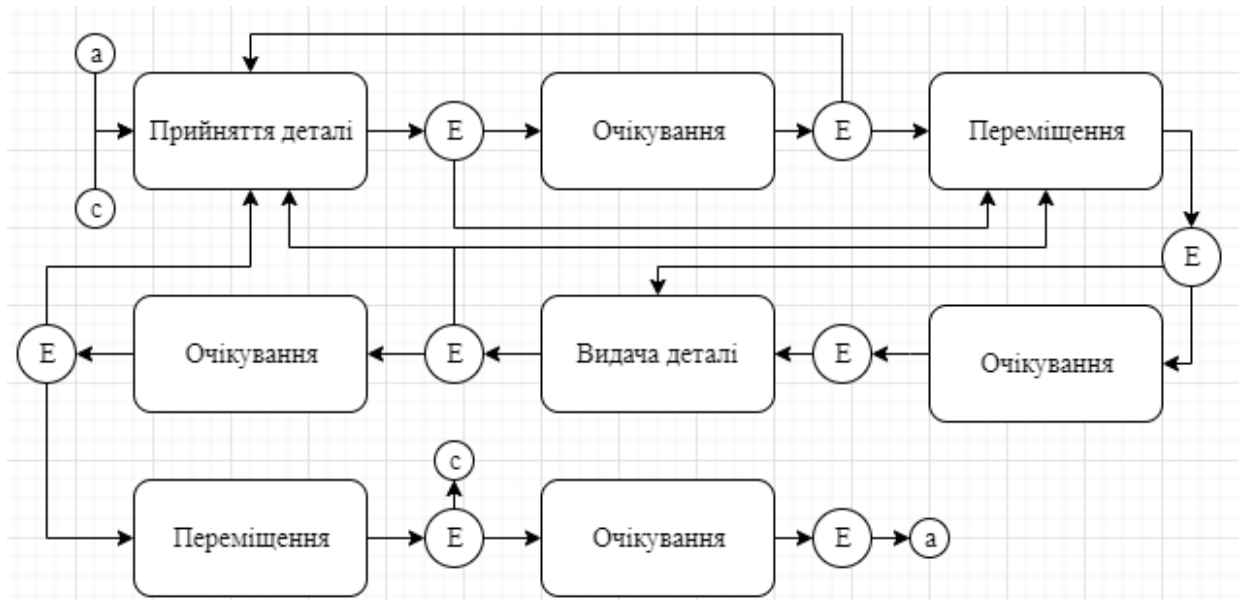 а
Прийняття деталі
Е
Очікування
Е
Переміщення
с
Е
Е
Очікування
Е
Видача деталі
Е
Очікування
с
Переміщення
Е
Очікування
Е
а